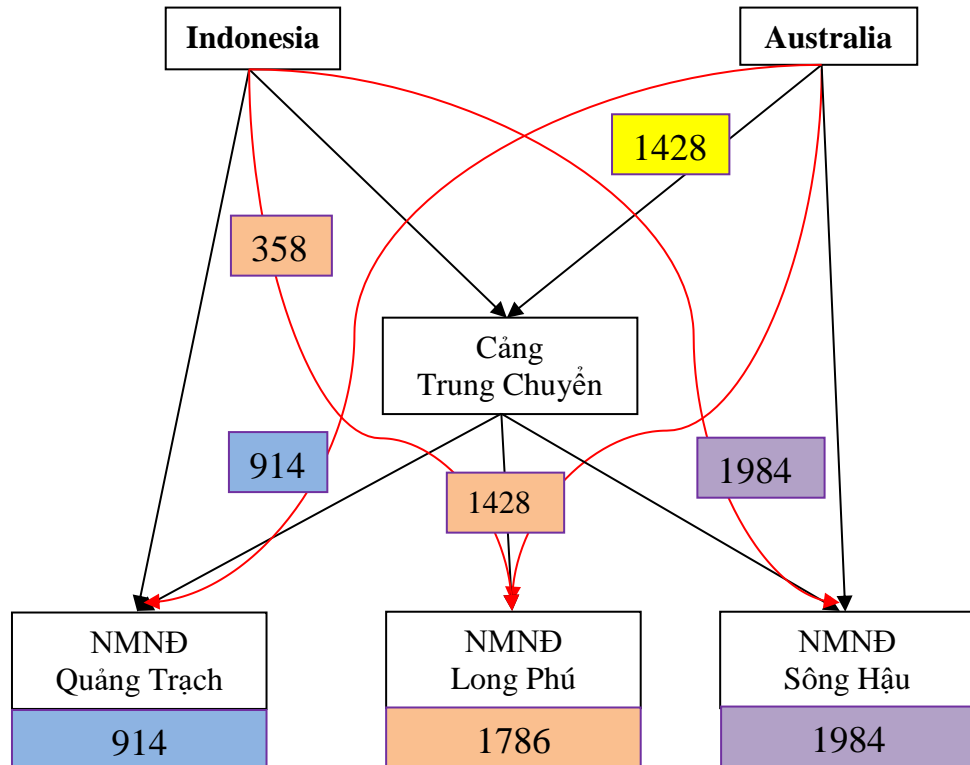 Indonesia
Australia
1428
358
Cảng
Trung Chuyển
914
1428
1984
NMNĐ
Quảng Trạch
914
NMNĐ
Long Phú
1786
NMNĐ
Sông Hậu
1984